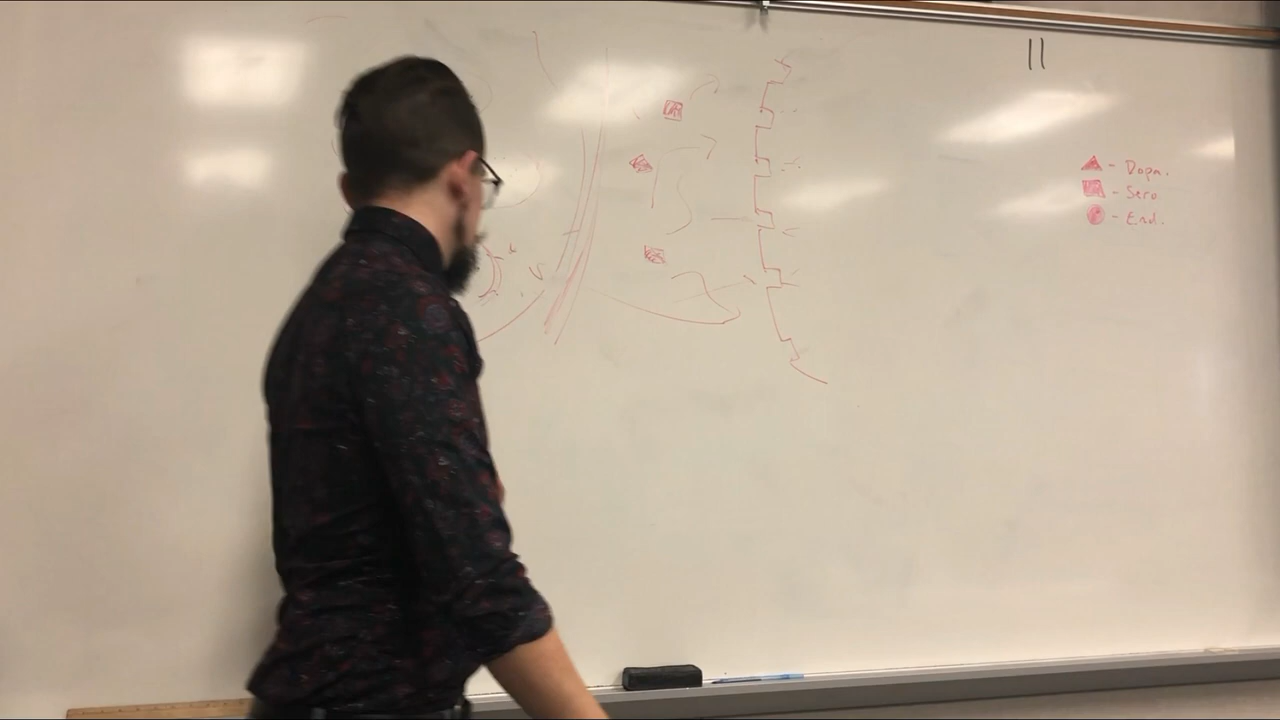 11
- Dopa.
- Sero.
- End.